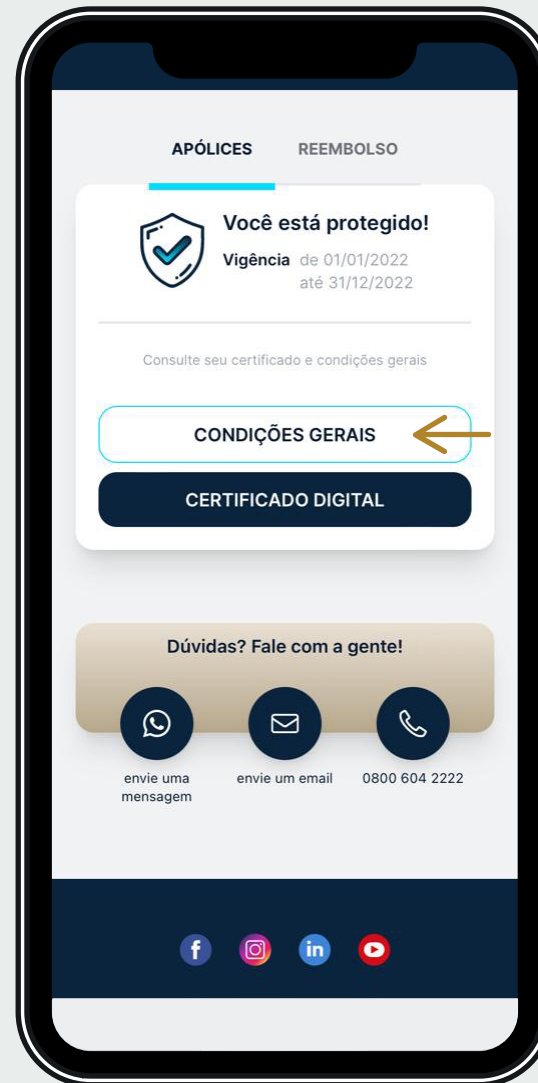 APÓLICES REEMBOLSO
Você está protegido!
Vigência de 01/01/2022
até 31/12/2022
Consulte seu certificado e condições gerais
CONDIÇÕES GERAIS
CERTIFICADO DIGITAL
Dúvidas? Fale com a gente!
envie uma mensagem
envie um email
0800 604 2222
f
in